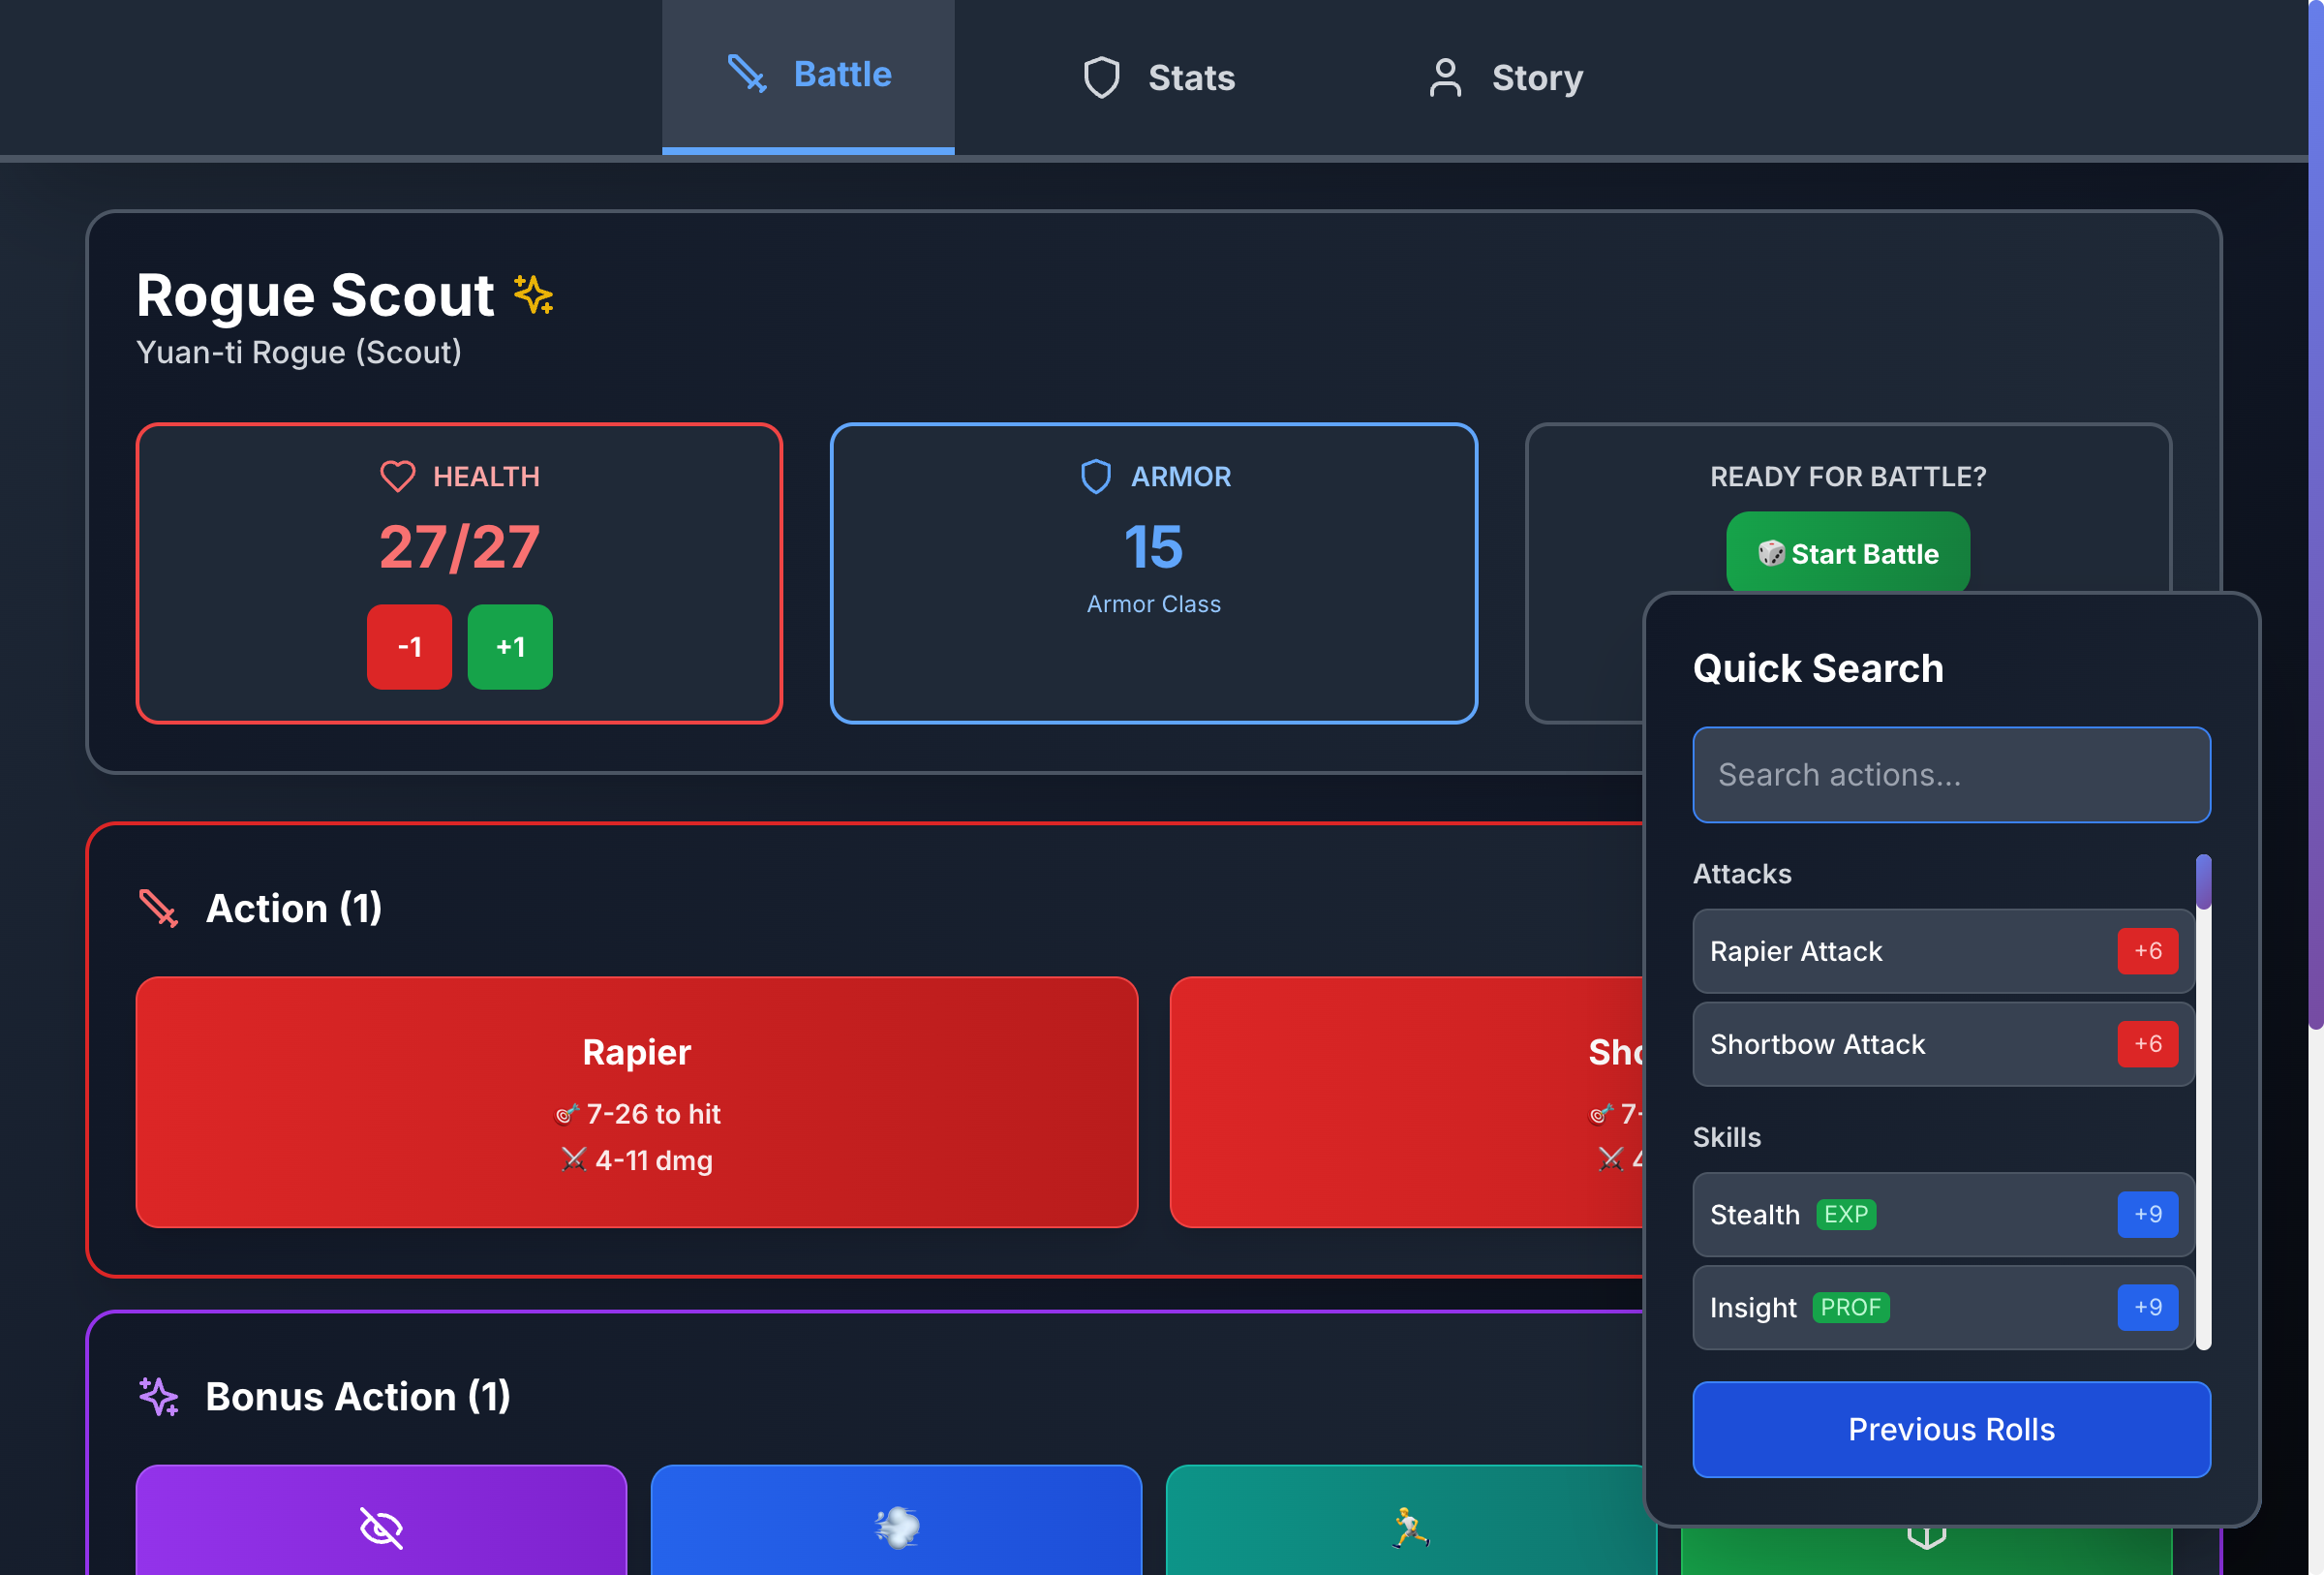 Battle
Stats
Story
Rogue Scout
Yuan-ti Rogue (Scout)
HEALTH
27/27
-1
+1
ARMOR
15
Armor Class
READY FOR BATTLE?
Start Battle
Action (1)
Rapier
7-26 to hit
4-11 dmg
Sho
7-
4
Bonus Action (1)
Quick Search
Search actions...
Attacks
Rapier Attack +6
Shortbow Attack +6
Skills
Stealth EXP +9
Insight PROF +9
Previous Rolls